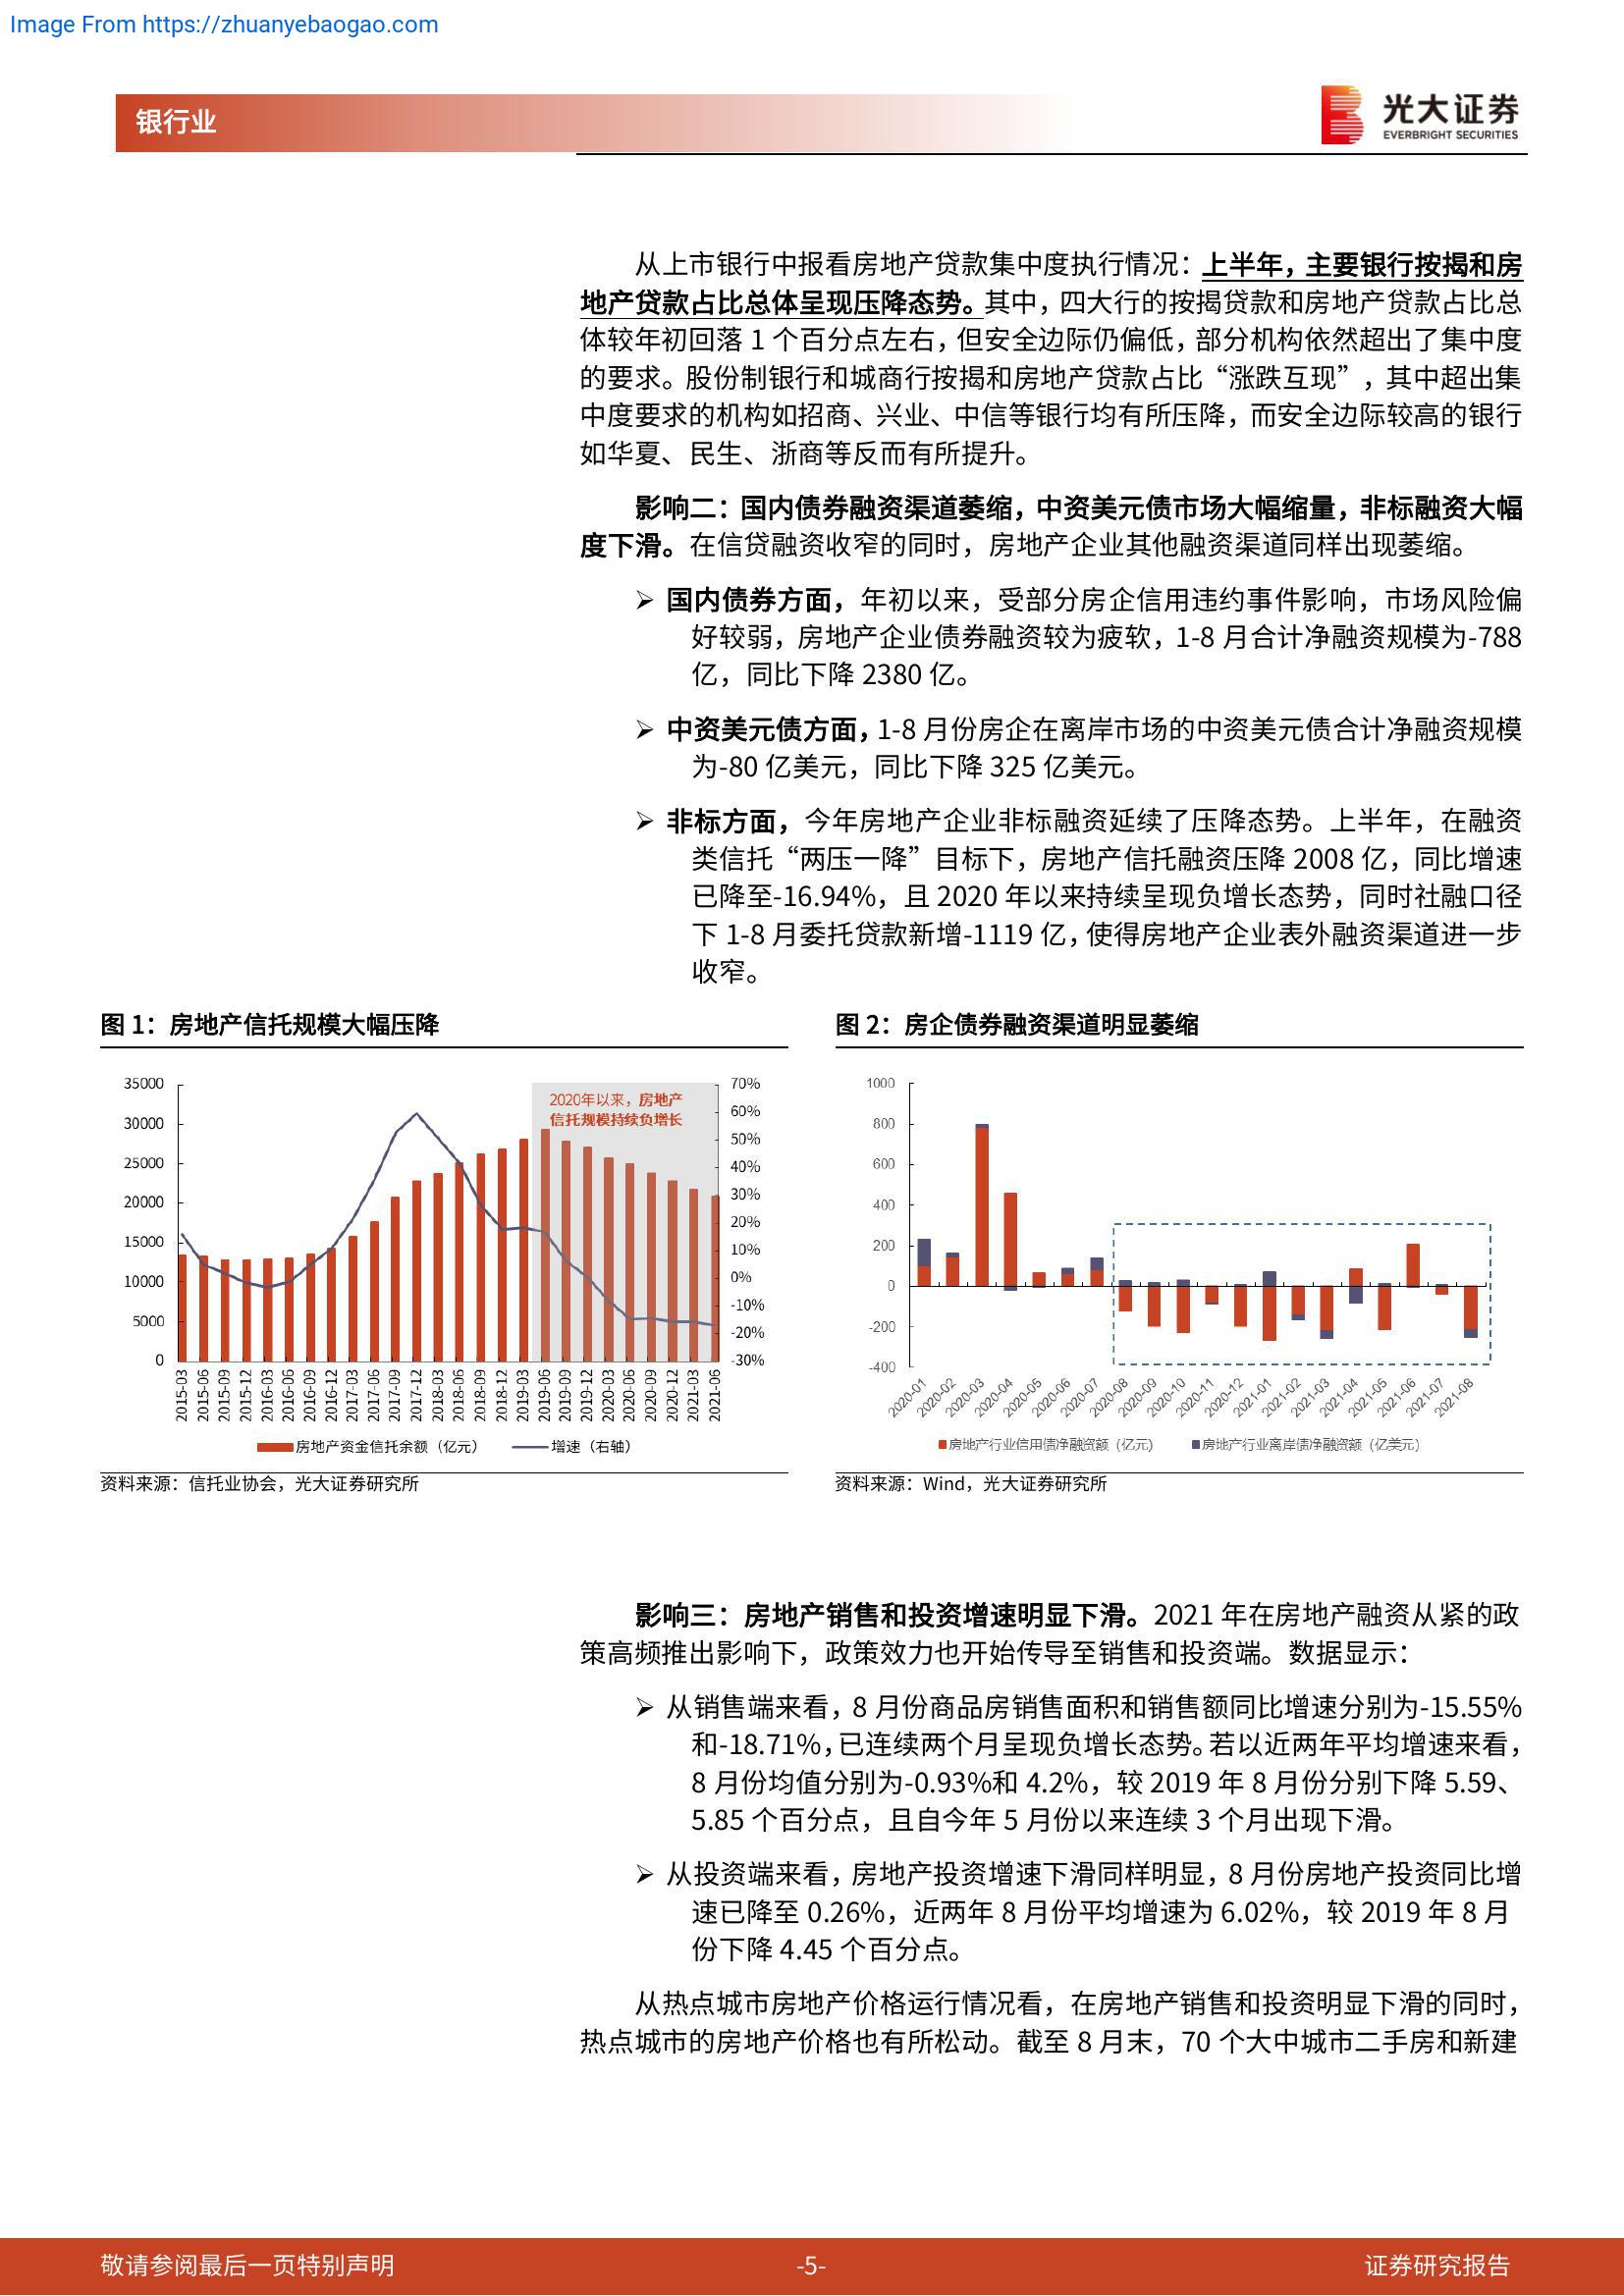 Image From https://zhuanyebaogao.com
银行业
光大证券
EVERBRIGHT SECURITIES
从上市银行中报看房地产贷款集中度执行情况：上半年，主要银行按揭和房
地产贷款占比总体呈现压降态势。其中，四大行的按揭贷款和房地产贷款占比总
体较年初回落 1 个百分点左右，但安全边际仍偏低，部分机构依然超出了集中度
的要求。股份制银行和城商行按揭和房地产贷款占比“涨跌互现”，其中超出集
中度要求的机构如招商、兴业、中信等银行均有所压降，而安全边际较高的银行
如华夏、民生、浙商等反而有所提升。
影响二：国内债券融资渠道萎缩，中资美元债市场大幅缩量，非标融资大幅
度下滑。在信贷融资收窄的同时，房地产企业其他融资渠道同样出现萎缩。
➢ 国内债券方面，年初以来，受部分房企信用违约事件影响，市场风险偏
好较弱，房地产企业债券融资较为疲软，1-8 月合计净融资规模为-788
亿，同比下降 2380 亿。
➢ 中资美元债方面，1-8 月份房企在离岸市场的中资美元债合计净融资规模
为-80 亿美元，同比下降 325 亿美元。
➢ 非标方面，今年房地产企业非标融资延续了压降态势。上半年，在融资
类信托“两压一降”目标下，房地产信托融资压降 2008 亿，同比增速
已降至-16.94%，且 2020 年以来持续呈现负增长态势，同时社融口径
下 1-8 月委托贷款新增-1119 亿，使得房地产企业表外融资渠道进一步
收窄。
图 1：房地产信托规模大幅压降
35000
30000
25000
20000
15000
10000
5000
0
2020年以来，房地产
信托规模持续负增长
70%
60%
50%
40%
30%
20%
10%
0%
-10%
-20%
-30%
2015-03
2015-06
2015-09
2015-12
2016-03
2016-06
2016-09
2016-12
2017-03
2017-06
2017-09
2017-12
2018-03
2018-06
2018-09
2018-12
2019-03
2019-06
2019-09
2019-12
2020-03
2020-06
2020-09
2020-12
2021-03
2021-06
房地产资金信托余额（亿元）
增速（右轴）
资料来源：信托业协会，光大证券研究所
图 2：房企债券融资渠道明显萎缩
1000
800
600
400
200
0
-200
-400
2020-01
2020-02
2020-03
2020-04
2020-05
2020-06
2020-07
2020-08
2020-09
2020-10
2020-11
2020-12
2021-01
2021-02
2021-03
2021-04
2021-05
2021-06
2021-07
2021-08
房地产行业信用债净融资额（亿元）
房地产行业离岸债净融资额（亿美元）
资料来源：Wind，光大证券研究所
影响三：房地产销售和投资增速明显下滑。2021 年在房地产融资从紧的政
策高频推出影响下，政策效力也开始传导至销售和投资端。数据显示：
➢ 从销售端来看，8 月份商品房销售面积和销售额同比增速分别为-15.55%
和-18.71%，已连续两个月呈现负增长态势。若以近两年平均增速来看，
8 月份均值分别为-0.93%和 4.2%，较 2019 年 8 月份分别下降 5.59、
5.85 个百分点，且自今年 5 月份以来连续 3 个月出现下滑。
➢ 从投资端来看，房地产投资增速下滑同样明显，8 月份房地产投资同比增
速已降至 0.26%，近两年 8 月份平均增速为 6.02%，较 2019 年 8 月
份下降 4.45 个百分点。
从热点城市房地产价格运行情况看，在房地产销售和投资明显下滑的同时，
热点城市的房地产价格也有所松动。截至 8 月末，70 个大中城市二手房和新建
敬请参阅最后一页特别声明
-5-
证券研究报告